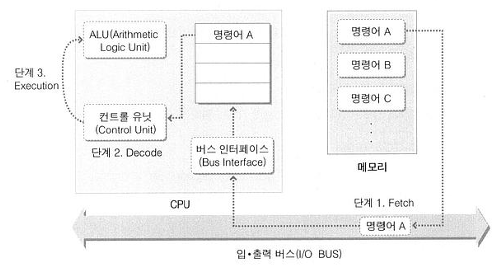 ALU(Arithmetic
Logic Unit)
명령어 A
단계 3.
Execution
컨트롤 유닛
(Control Unit)
단계 2. Decode
버스 인터페이스
(Bus Interface)
CPU
명령어 A
명령어 B
명령어 C
메모리
단계 1. Fetch
명령어 A
입•출력 버스(I/O BUS)